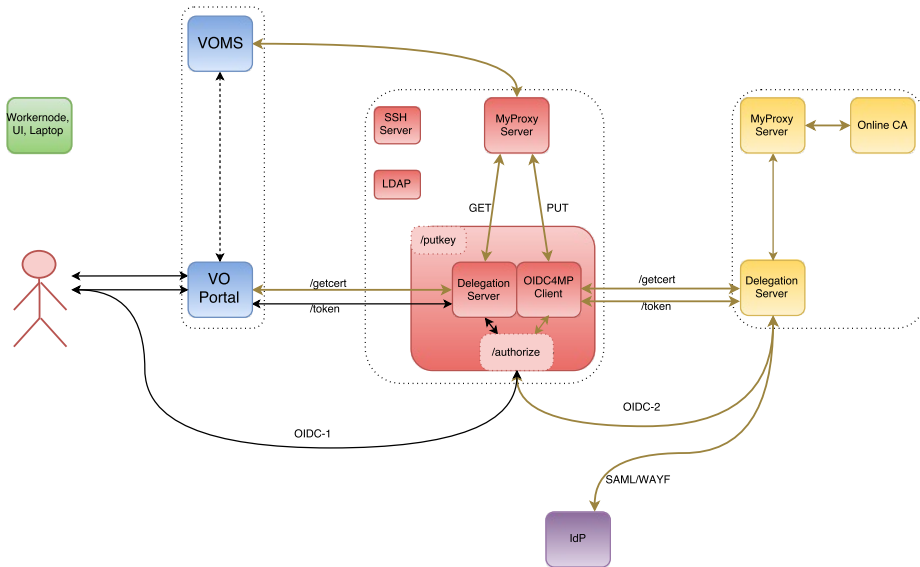 VOMS
Workernode,
UI, Laptop
SSH
Server
MyProxy
Server
MyProxy
Server
Online CA
LDAP
GET
PUT
/putkey
VO
Portal
/getcert
/token
Delegation
Server
OIDC4MP
Client
/getcert
/token
Delegation
Server
/authorize
OIDC-1
OIDC-2
SAML/WAYF
IdP